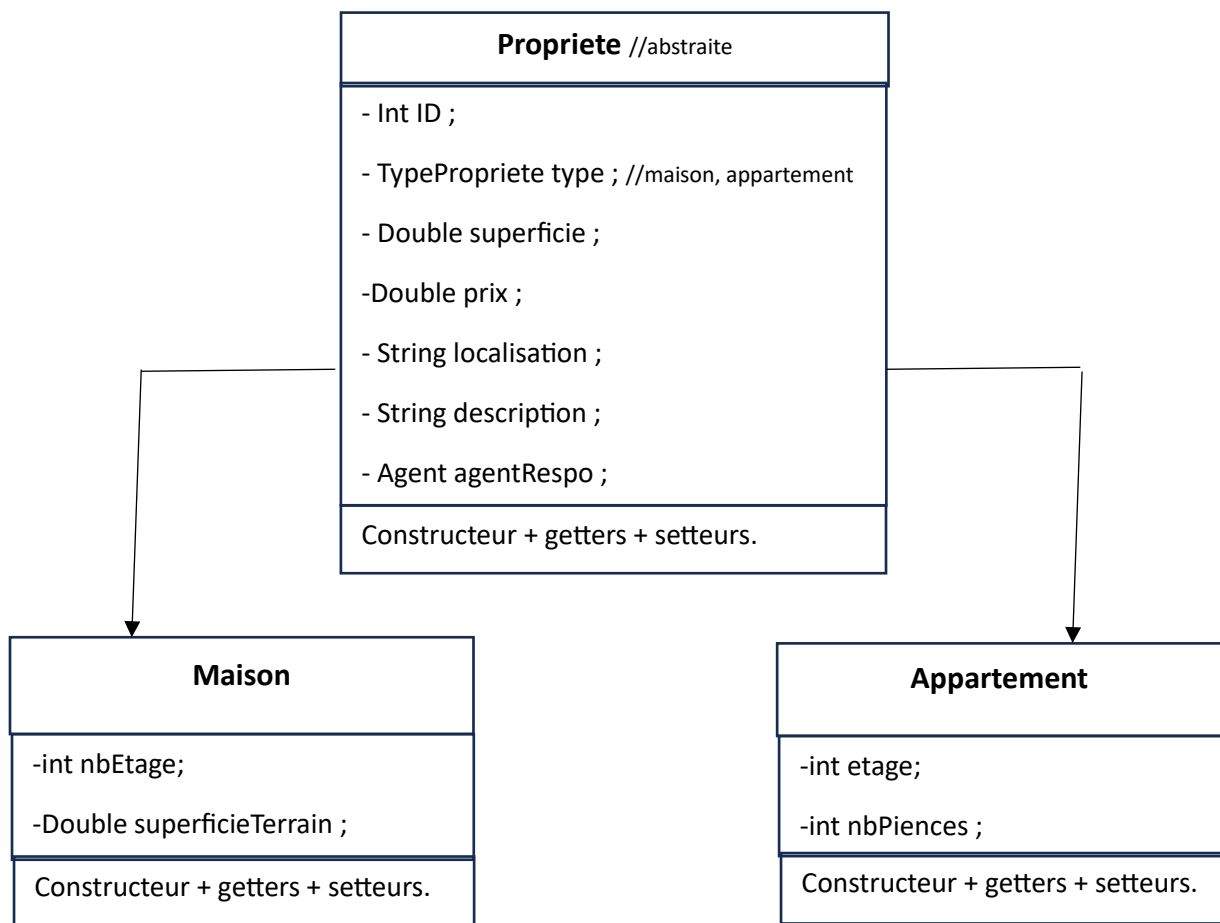 Propriete //abstraite
- Int ID ;
- TypePropriete type ; //maison, appartement
- Double superficie ;
-Double prix ;
- String localisation ;
- String description ;
- Agent agentRespo ;
Constructeur + getters + setteurs.
Maison
-int nbEtage;
-Double superficieTerrain ;
Constructeur + getters + setteurs.
Appartement
-int etage;
-int nbPiences ;
Constructeur + getters + setteurs.